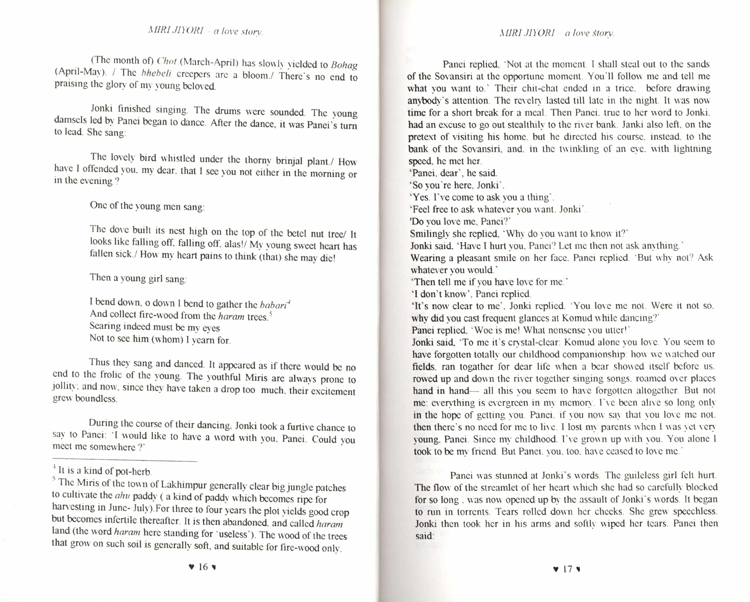 MIRI JIYORI - a love story.
(The month of) Chot (March-April) has slowly yielded to Bohag
(April-May). / The bhebeli creepers are a bloom./ There's no end to
praising the glory of my young beloved.
Jonki finished singing. The drums were sounded. The young
damsels led by Panei began to dance. After the dance, it was Panei's turn
to lead. She sang:
The lovely bird whistled under the thorny brinjal plant./ How
have I offended you, my dear, that I see you not either in the morning or
in the evening ?
One of the young men sang:
The dove built its nest high on the top of the betel nut tree/ It
looks like falling off, falling off, alas!/ My young sweet heart has
fallen sick./ How my heart pains to think (that) she may die!
Then a young girl sang:
I bend down, o down I bend to gather the babari⁴
And collect fire-wood from the haram trees.⁵
Searing indeed must be my eyes
Not to see him (whom) I yearn for.
Thus they sang and danced. It appeared as if there would be no
end to the frolic of the young. The youthful Miris are always prone to
jollity; and now, since they have taken a drop too much, their excitement
grew boundless.
During the course of their dancing, Jonki took a furtive chance to
say to Panei: 'I would like to have a word with you, Panei. Could you
meet me somewhere ?'
⁴ It is a kind of pot-herb.
⁵ The Miris of the town of Lakhimpur generally clear big jungle patches
to cultivate the ahu paddy ( a kind of paddy which becomes ripe for
harvesting in June- July).For three to four years the plot yields good crop
but becomes infertile thereafter. It is then abandoned, and called haram
land (the word haram here standing for 'useless'). The wood of the trees
that grow on such soil is generally soft, and suitable for fire-wood only.
♥ 16 ♥
MIRI JIYORI - a love story.
Panei replied, 'Not at the moment. I shall steal out to the sands
of the Sovansiri at the opportune moment. You'll follow me and tell me
what you want to.' Their chit-chat ended in a trice, before drawing
anybody's attention. The revelry lasted till late in the night. It was now
time for a short break for a meal. Then Panei, true to her word to Jonki,
had an excuse to go out stealthily to the river bank. Janki also left, on the
pretext of visiting his home, but he directed his course, instead, to the
bank of the Sovansiri, and, in the twinkling of an eye, with lightning
speed, he met her.
'Panei, dear', he said.
'So you're here, Jonki'.
'Yes. I've come to ask you a thing'.
'Feel free to ask whatever you want, Jonki'.
'Do you love me, Panei?'
Smilingly she replied, 'Why do you want to know it?'
Jonki said, 'Have I hurt you, Panei? Let me then not ask anything.'
Wearing a pleasant smile on her face, Panei replied. 'But why not? Ask
whatever you would.'
'Then tell me if you have love for me.'
'I don't know', Panei replied.
'It's now clear to me', Jonki replied. 'You love me not. Were it not so,
why did you cast frequent glances at Komud while dancing?'
Panei replied, 'Woe is me! What nonsense you utter!'
Jonki said, 'To me it's crystal-clear: Komud alone you love. You seem to
have forgotten totally our childhood companionship: how we watched our
fields, ran togather for dear life when a bear showed itself before us,
rowed up and down the river together singing songs, roamed over places
hand in hand— all this you seem to have forgotten altogether. But not
me; everything is evergreen in my memory. I've been alive so long only
in the hope of getting you. Panei, if you now say that you love me not,
then there's no need for me to live. I lost my parents when I was yet very
young, Panei. Since my childhood, I've grown up with you. You alone I
took to be my friend. But Panei, you, too, have ceased to love me.'
Panei was stunned at Jonki's words. The guileless girl felt hurt.
The flow of the streamlet of her heart which she had so carefully blocked
for so long , was now opened up by the assault of Jonki's words. It began
to run in torrents. Tears rolled down her cheeks. She grew speechless.
Jonki then took her in his arms and softly wiped her tears. Panei then
said:
♥ 17 ♥